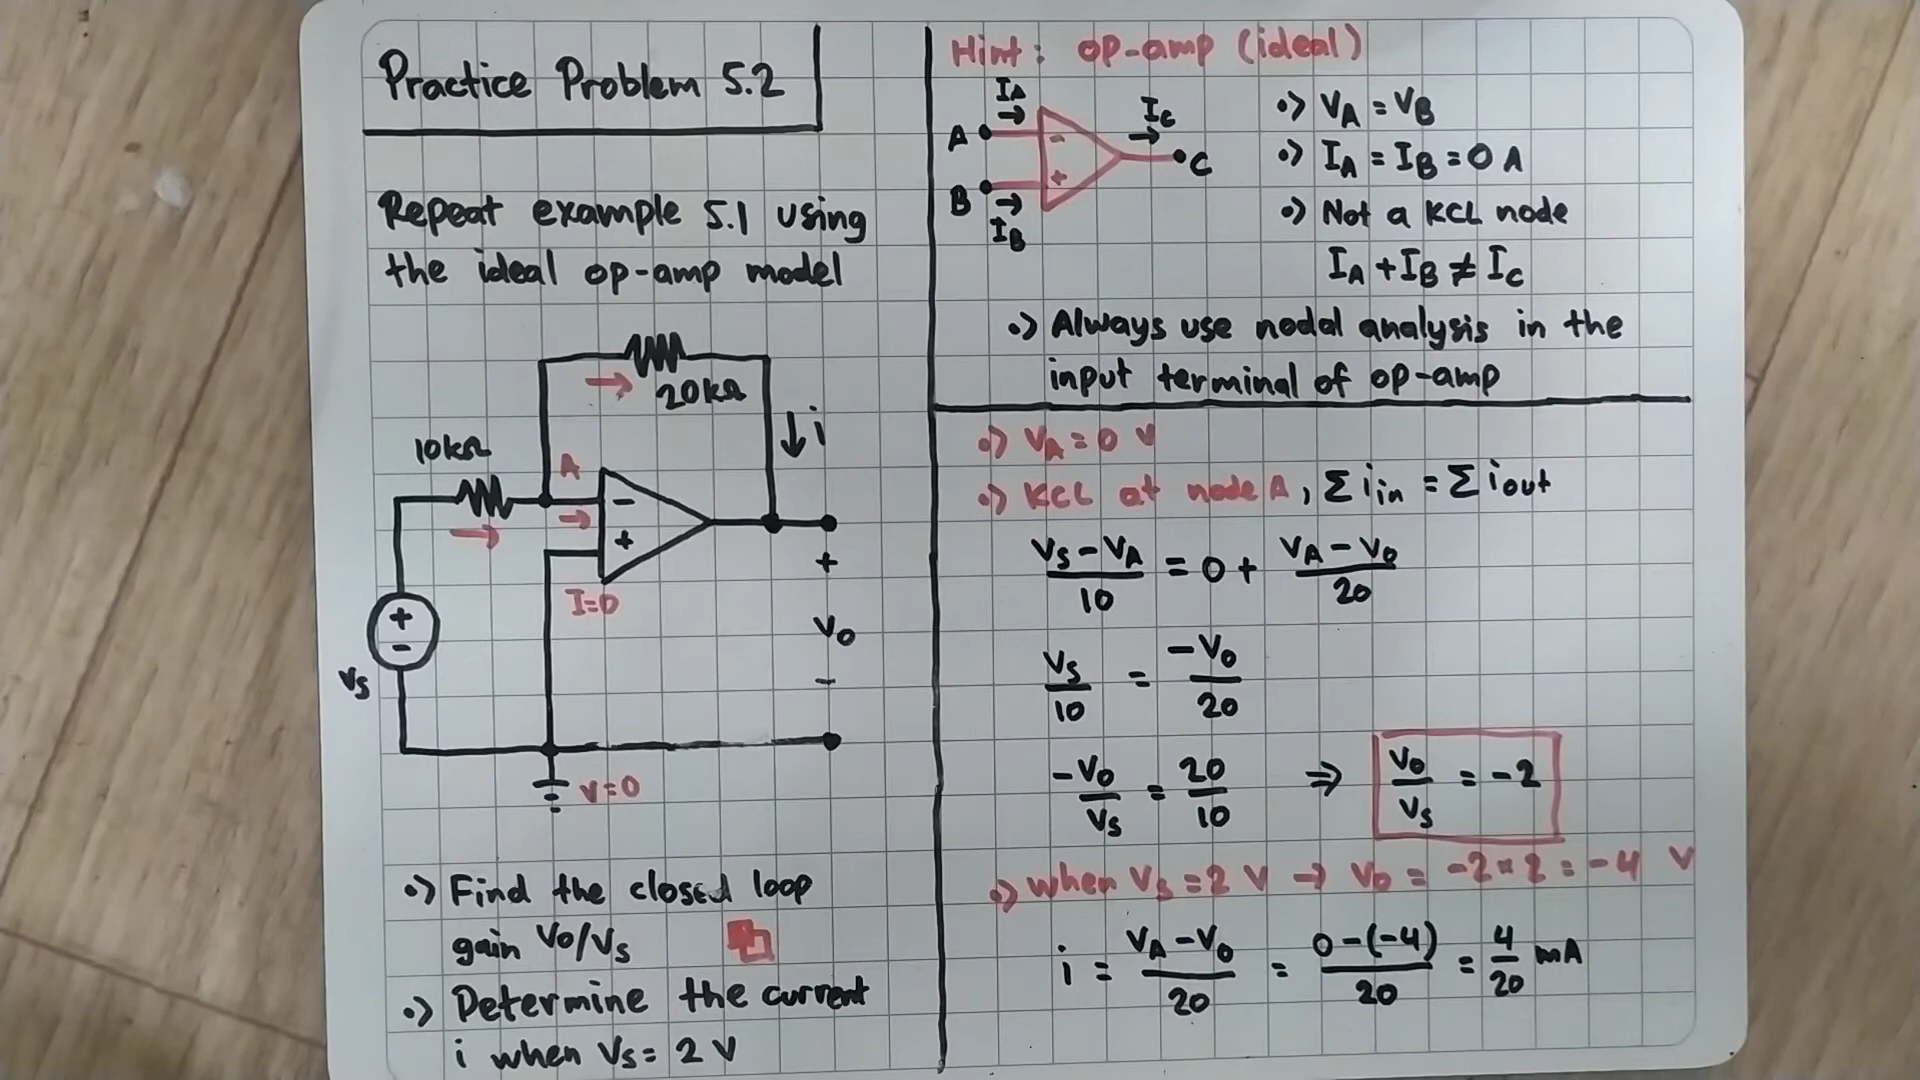 Practice Problem 5.2
Repeat example 5.1 using
the ideal op-amp model
20kΩ
i
10kΩ
A
-
+
I=0
+
-
Vs
+
Vo
-
V=0
•) Find the closed loop
gain Vo/Vs
•) Determine the current
i when Vs = 2 V
Hint: op-amp (ideal)
IA
A
-
Ic
C
+
B
IB
•) VA = VB
•) IA = IB = 0 A
•) Not a KCL node
IA + IB ≠ Ic
•) Always use nodal analysis in the
input terminal of op-amp
•) VA = 0 V
•) KCL at node A, Σ iin = Σ iout
Vs - VA / 10 = 0 + VA - Vo / 20
Vs / 10 = -Vo / 20
-Vo / Vs = 20 / 10 ⇒ Vo / Vs = -2
•) when Vs = 2 V → Vo = -2 * 2 = -4 V
i = VA - Vo / 20 = 0 - (-4) / 20 = 4 / 20 mA